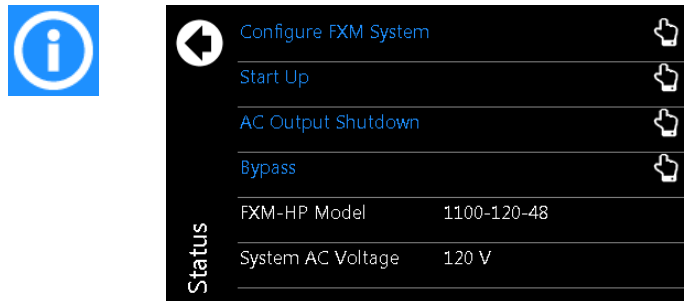 Configure FXM System
Start Up
AC Output Shutdown
Bypass
FXM-HP Model 1100-120-48
System AC Voltage 120 V
Status